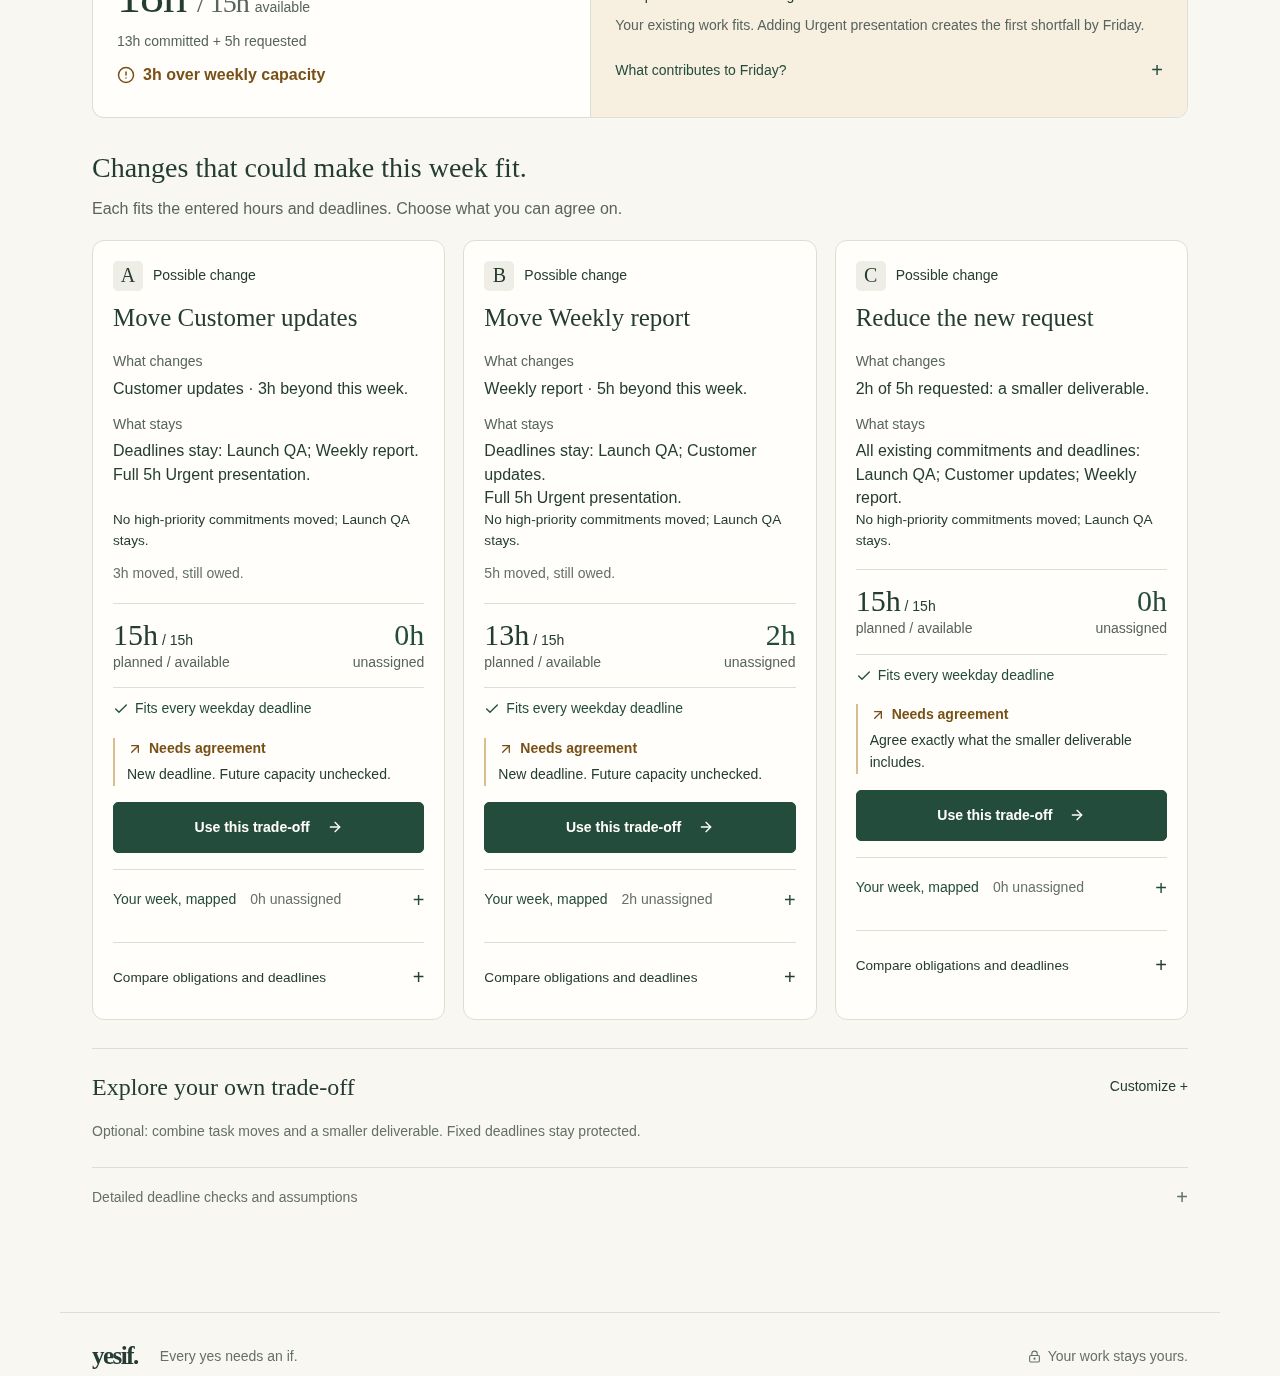 18h / 15h available
13h committed + 5h requested
3h over weekly capacity
Your existing work fits. Adding Urgent presentation creates the first shortfall by Friday.
What contributes to Friday? +
Changes that could make this week fit.
Each fits the entered hours and deadlines. Choose what you can agree on.
A Possible change
Move Customer updates
What changes
Customer updates · 3h beyond this week.
What stays
Deadlines stay: Launch QA; Weekly report.
Full 5h Urgent presentation.
No high-priority commitments moved; Launch QA
stays.
3h moved, still owed.
15h / 15h 0h
planned / available unassigned
Fits every weekday deadline
Needs agreement
New deadline. Future capacity unchecked.
Use this trade-off →
Your week, mapped 0h unassigned +
Compare obligations and deadlines +
B Possible change
Move Weekly report
What changes
Weekly report · 5h beyond this week.
What stays
Deadlines stay: Launch QA; Customer
updates.
Full 5h Urgent presentation.
No high-priority commitments moved; Launch QA
stays.
5h moved, still owed.
13h / 15h 2h
planned / available unassigned
Fits every weekday deadline
Needs agreement
New deadline. Future capacity unchecked.
Use this trade-off →
Your week, mapped 2h unassigned +
Compare obligations and deadlines +
C Possible change
Reduce the new request
What changes
2h of 5h requested: a smaller deliverable.
What stays
All existing commitments and deadlines:
Launch QA; Customer updates; Weekly
report.
No high-priority commitments moved; Launch QA
stays.
15h / 15h 0h
planned / available unassigned
Fits every weekday deadline
Needs agreement
Agree exactly what the smaller deliverable
includes.
Use this trade-off →
Your week, mapped 0h unassigned +
Compare obligations and deadlines +
Explore your own trade-off Customize +
Optional: combine task moves and a smaller deliverable. Fixed deadlines stay protected.
Detailed deadline checks and assumptions +
yesif. Every yes needs an if. Your work stays yours.